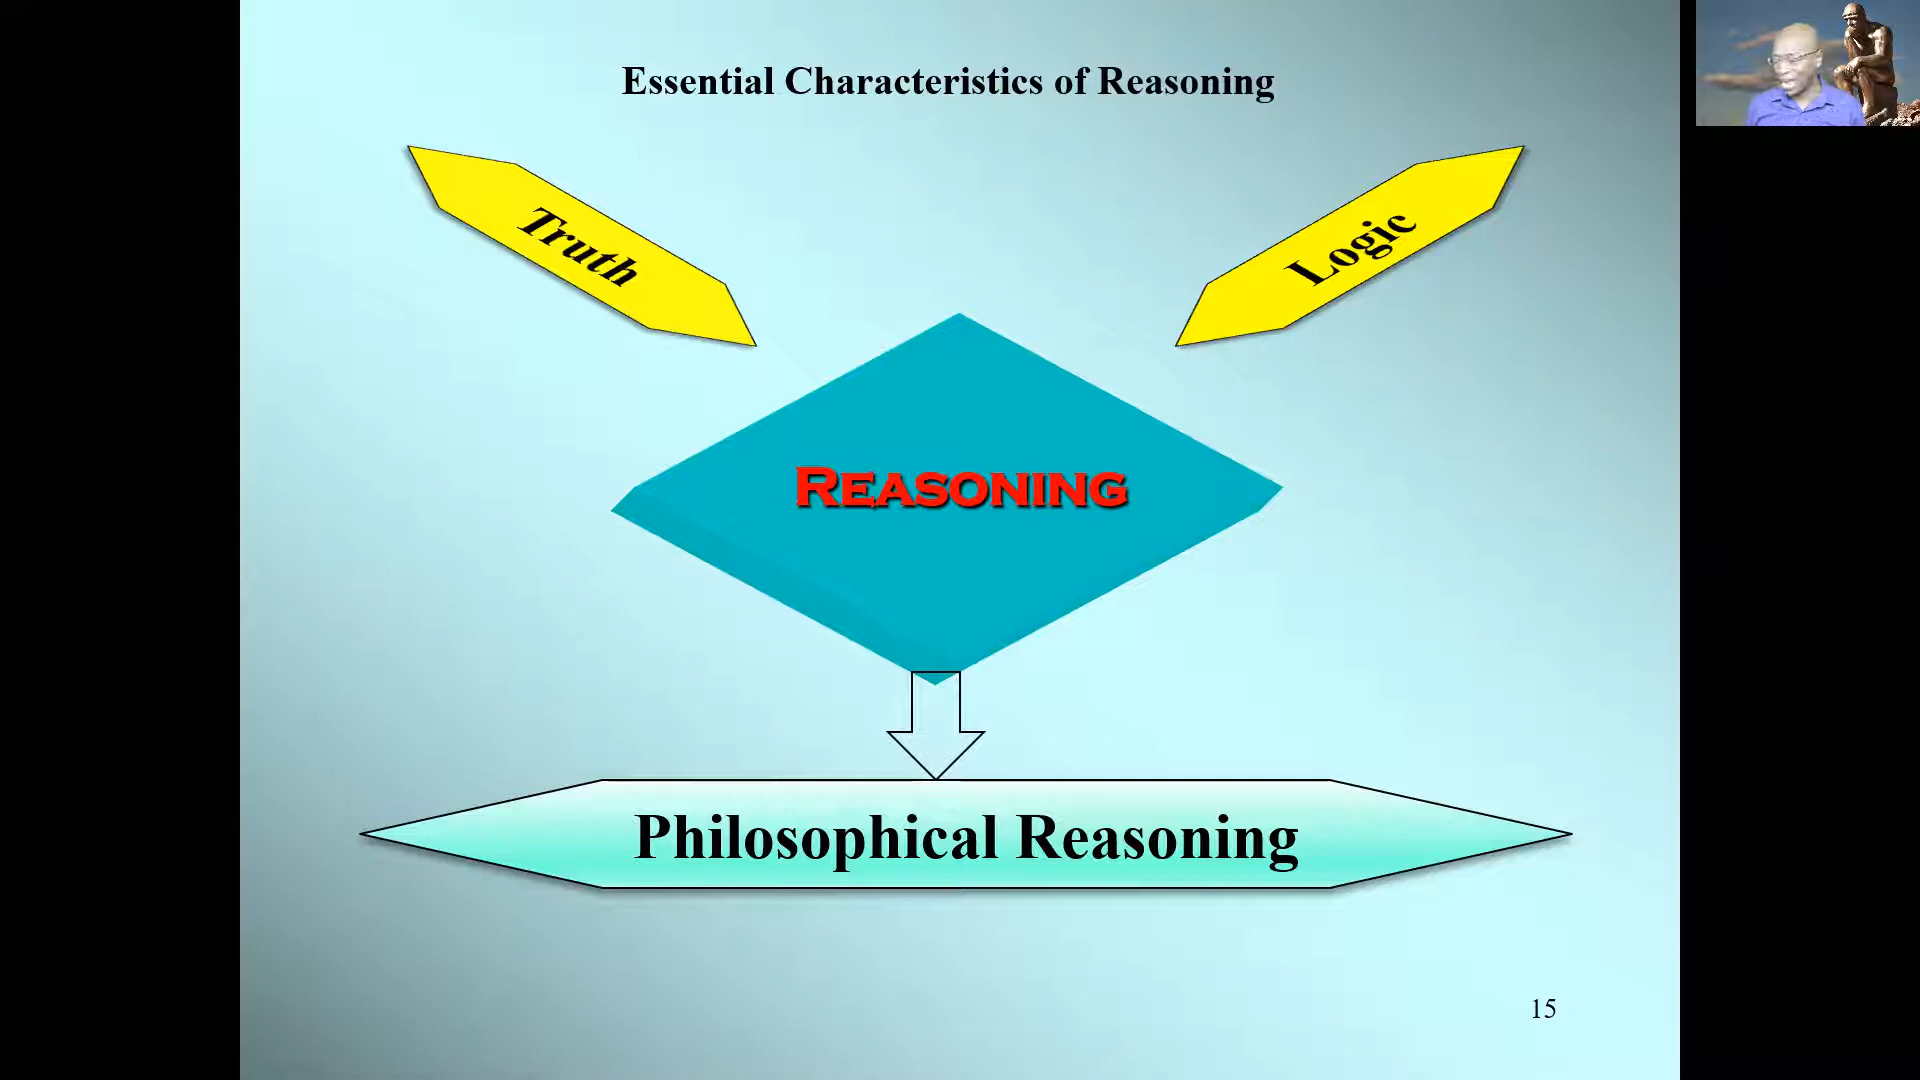 Essential Characteristics of Reasoning
Truth
Logic
Reasoning
Philosophical Reasoning
15